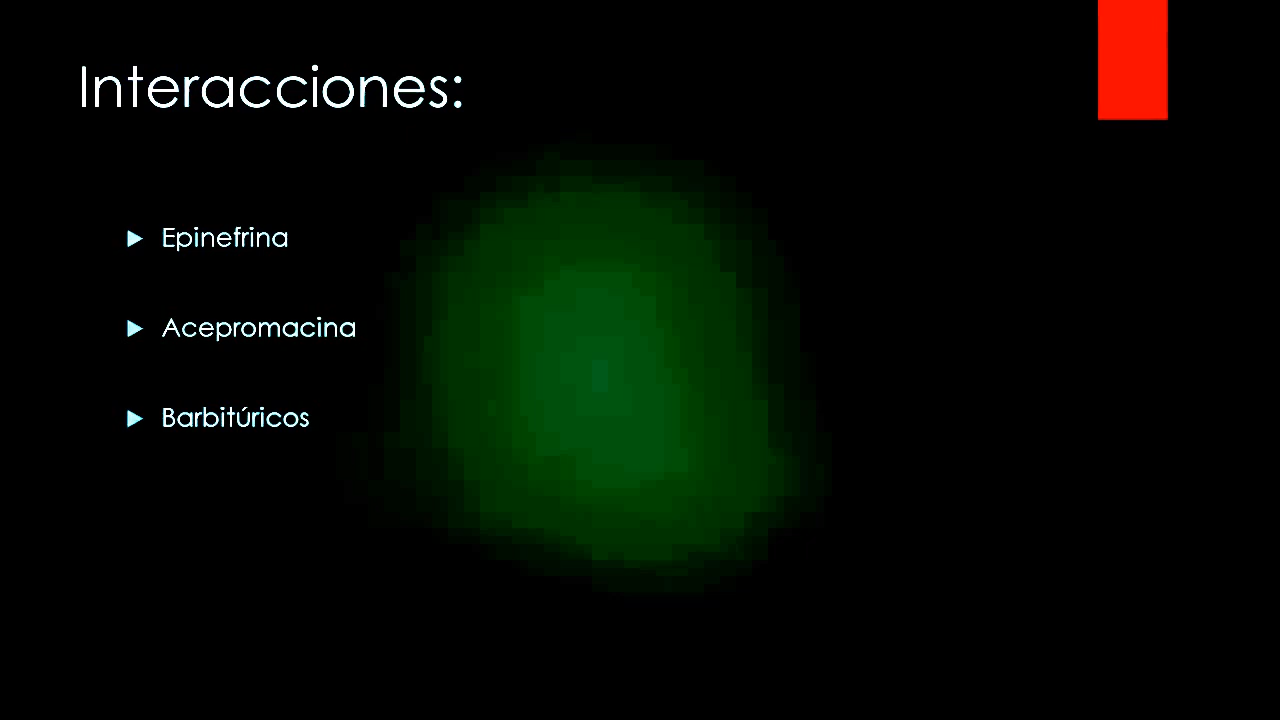 Interacciones:
Epinefrina
Acepromacina
Barbitúricos